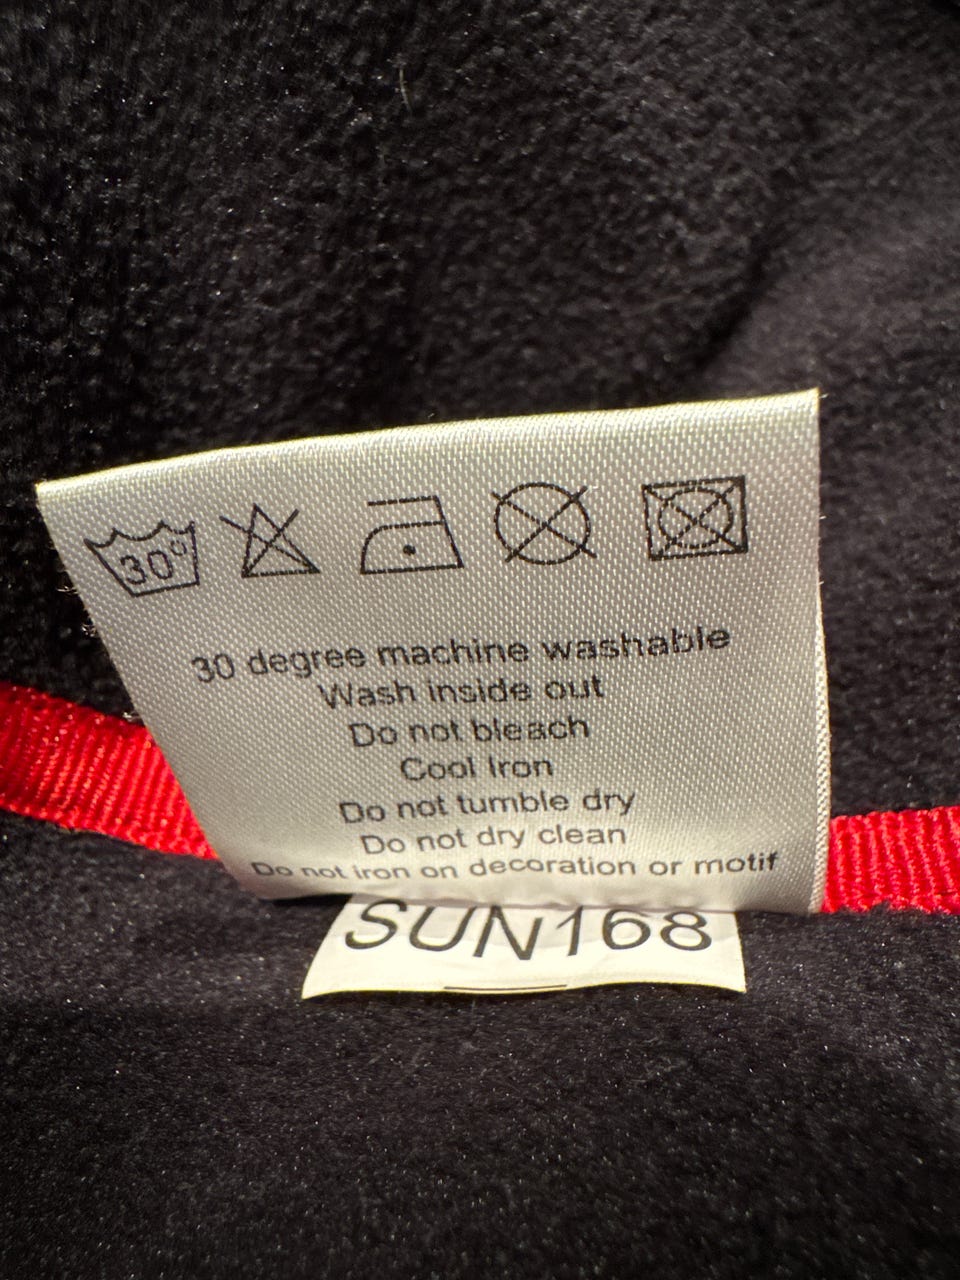 30°
30 degree machine washable
Wash inside out
Do not bleach
Cool Iron
Do not tumble dry
Do not dry clean
Do not iron on decoration or motif
SUN168